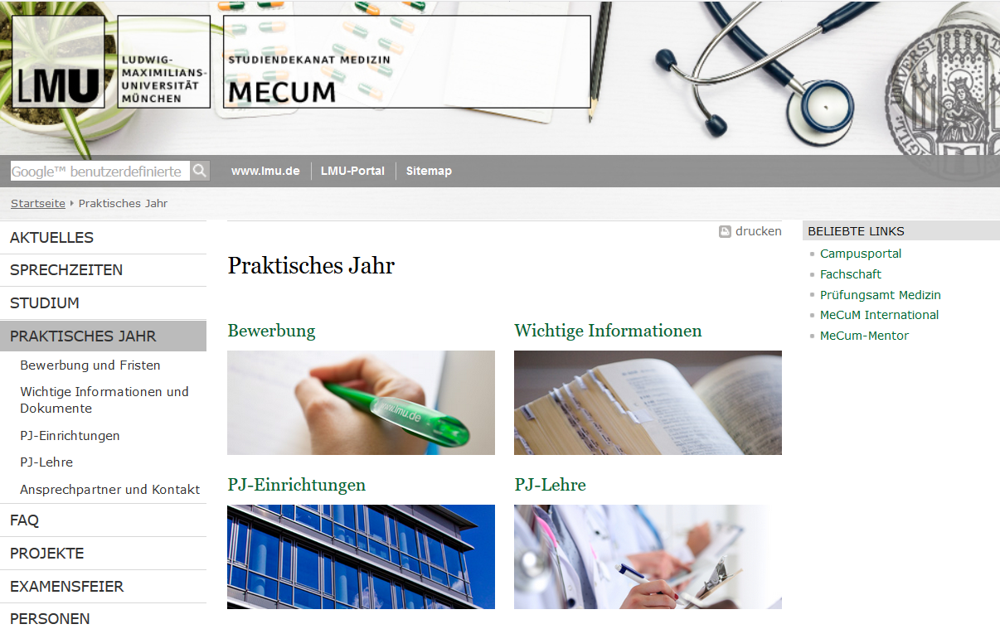 LMU
LUDWIG-
MAXIMILIANS-
UNIVERSITÄT
MÜNCHEN
STUDIENDEKANAT MEDIZIN
MECUM
Google™ benutzerdefinierte
www.lmu.de
LMU-Portal
Sitemap
Startseite
Praktisches Jahr
AKTUELLES
SPRECHZEITEN
STUDIUM
PRAKTISCHES JAHR
Bewerbung und Fristen
Wichtige Informationen und
Dokumente
PJ-Einrichtungen
PJ-Lehre
Ansprechpartner und Kontakt
FAQ
PROJEKTE
EXAMENSFEIER
PERSONEN
drucken
Praktisches Jahr
Bewerbung
www.lmu.de
Wichtige Informationen
PJ-Einrichtungen
PJ-Lehre
BELIEBTE LINKS
Campusportal
Fachschaft
Prüfungsamt Medizin
MeCuM International
MeCum-Mentor